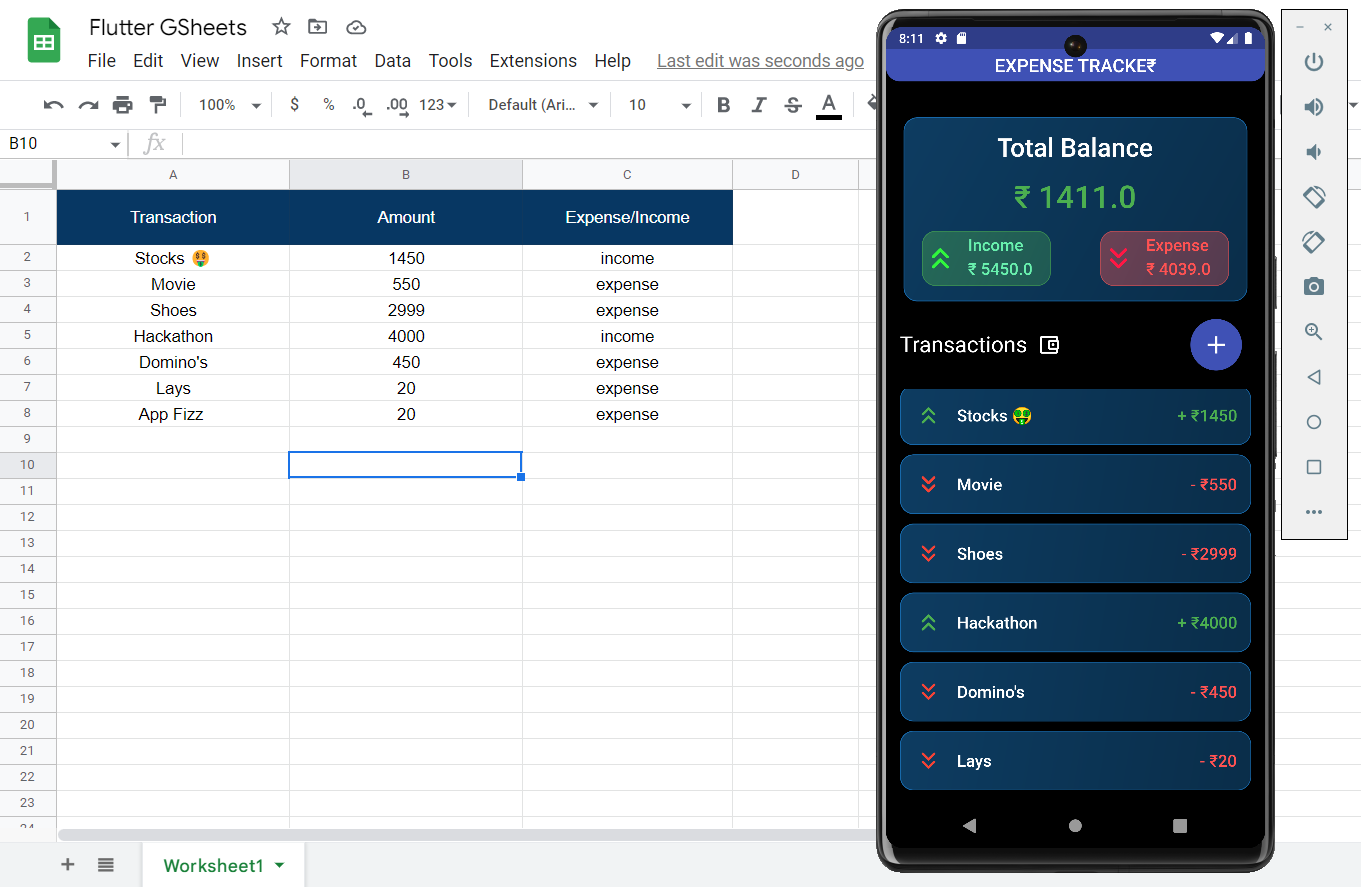 Flutter GSheets
File Edit View Insert Format Data Tools Extensions Help Last edit was seconds ago
100% $ % .0 .00 123 Default (Ari... 10 B I S A
B10 fx
A B C D
1 Transaction Amount Expense/Income
2 Stocks 🤑 1450 income
3 Movie 550 expense
4 Shoes 2999 expense
5 Hackathon 4000 income
6 Domino's 450 expense
7 Lays 20 expense
8 App Fizz 20 expense
9
10
11
12
13
14
15
16
17
18
19
20
21
22
23
24
Worksheet1
8:11
EXPENSE TRACKE₹
Total Balance
₹ 1411.0
Income
₹ 5450.0
Expense
₹ 4039.0
Transactions
Stocks 🤑 + ₹1450
Movie - ₹550
Shoes - ₹2999
Hackathon + ₹4000
Domino's - ₹450
Lays - ₹20